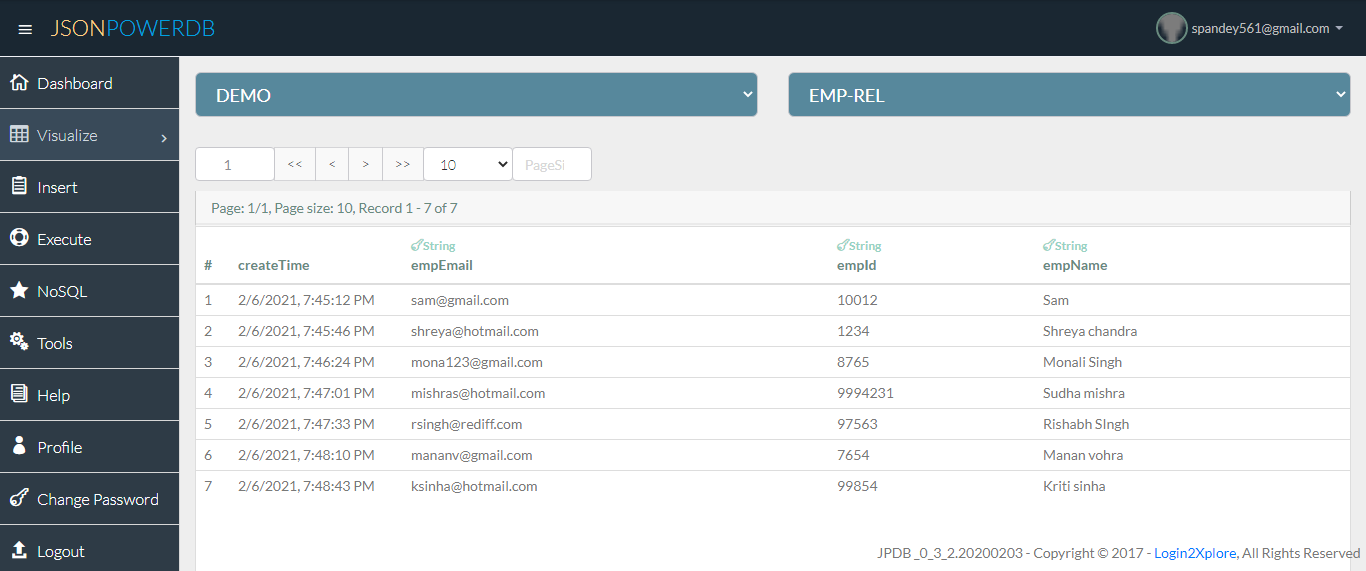 JSONPOWERDB
spandey561@gmail.com
Dashboard
Visualize
Insert
Execute
NoSQL
Tools
Help
Profile
Change Password
Logout
DEMO
EMP-REL
1 << < > >> 10 PageSi
Page: 1/1, Page size: 10, Record 1 - 7 of 7
String String String
# createTime empEmail empId empName
1 2/6/2021, 7:45:12 PM sam@gmail.com 10012 Sam
2 2/6/2021, 7:45:46 PM shreya@hotmail.com 1234 Shreya chandra
3 2/6/2021, 7:46:24 PM mona123@gmail.com 8765 Monali Singh
4 2/6/2021, 7:47:01 PM mishras@hotmail.com 9994231 Sudha mishra
5 2/6/2021, 7:47:33 PM rsingh@rediff.com 97563 Rishabh SIngh
6 2/6/2021, 7:48:10 PM mananv@gmail.com 7654 Manan vohra
7 2/6/2021, 7:48:43 PM ksinha@hotmail.com 99854 Kriti sinha
JPDB _0_3_2.20200203 - Copyright © 2017 - Login2Xplore, All Rights Reserved